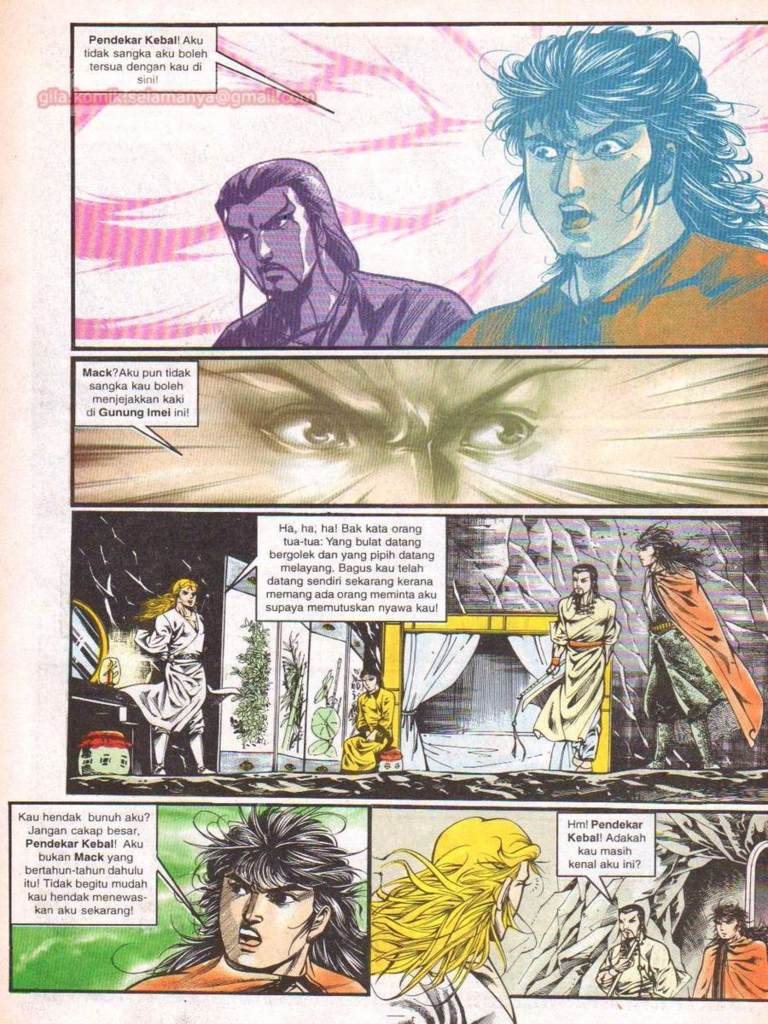 Pendekar Kebal! Aku
tidak sangka aku boleh
tersua dengan kau di
sini!
gila.komik.selamanya@gmail.com
Mack?Aku pun tidak
sangka kau boleh
menjejakkan kaki
di Gunung Imei ini!
Ha, ha, ha! Bak kata orang
tua-tua: Yang bulat datang
bergolek dan yang pipih datang
melayang. Bagus kau telah
datang sendiri sekarang kerana
memang ada orang meminta aku
supaya memutuskan nyawa kau!
Kau hendak bunuh aku?
Jangan cakap besar,
Pendekar Kebal! Aku
bukan Mack yang
bertahun-tahun dahulu
itu! Tidak begitu mudah
kau hendak menewas-
kan aku sekarang!
Hm! Pendekar
Kebal! Adakah
kau masih
kenal aku ini?